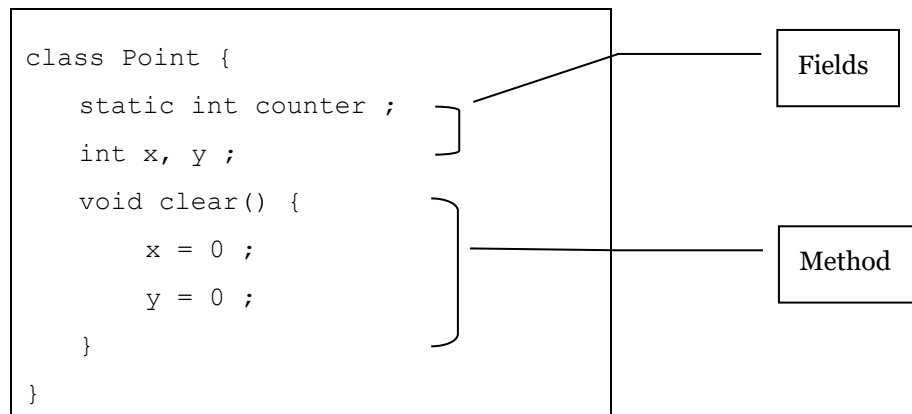 class Point {
static int counter ;
int x, y ;
void clear() {
x = 0 ;
y = 0 ;
}
}
Fields
Method